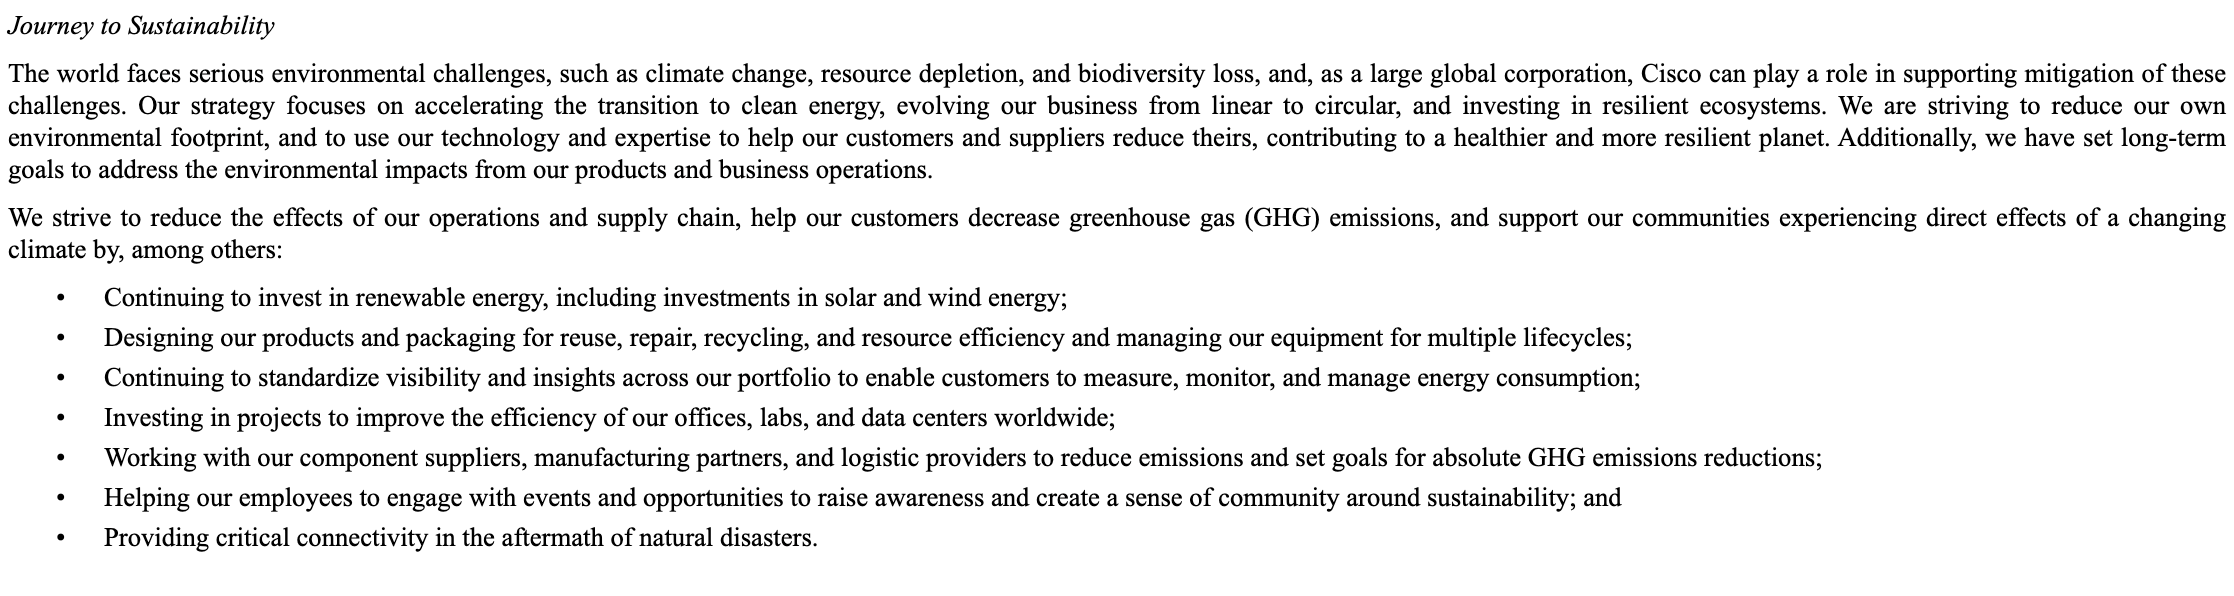 Journey to Sustainability
The world faces serious environmental challenges, such as climate change, resource depletion, and biodiversity loss, and, as a large global corporation, Cisco can play a role in supporting mitigation of these
challenges. Our strategy focuses on accelerating the transition to clean energy, evolving our business from linear to circular, and investing in resilient ecosystems. We are striving to reduce our own
environmental footprint, and to use our technology and expertise to help our customers and suppliers reduce theirs, contributing to a healthier and more resilient planet. Additionally, we have set long-term
goals to address the environmental impacts from our products and business operations.
We strive to reduce the effects of our operations and supply chain, help our customers decrease greenhouse gas (GHG) emissions, and support our communities experiencing direct effects of a changing
climate by, among others:
• Continuing to invest in renewable energy, including investments in solar and wind energy;
• Designing our products and packaging for reuse, repair, recycling, and resource efficiency and managing our equipment for multiple lifecycles;
• Continuing to standardize visibility and insights across our portfolio to enable customers to measure, monitor, and manage energy consumption;
• Investing in projects to improve the efficiency of our offices, labs, and data centers worldwide;
• Working with our component suppliers, manufacturing partners, and logistic providers to reduce emissions and set goals for absolute GHG emissions reductions;
• Helping our employees to engage with events and opportunities to raise awareness and create a sense of community around sustainability; and
• Providing critical connectivity in the aftermath of natural disasters.